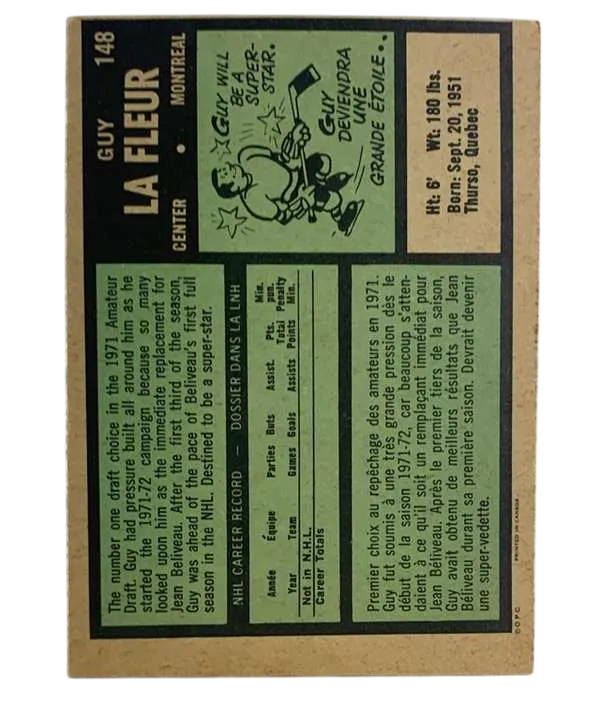 GUY 148
LA FLEUR
CENTER • MONTREAL
GUY WILL
BE A
SUPER-
STAR.
GUY
DEVIENDRA
UNE
GRANDE ÉTOILE..
Ht: 6' Wt: 180 lbs.
Born: Sept. 20, 1951
Thurso, Quebec
The number one draft choice in the 1971 Amateur
Draft. Guy had pressure built all around him as he
started the 1971-72 campaign because so many
looked upon him as the immediate replacement for
Jean Beliveau. After the first third of the season,
Guy was ahead of the pace of Beliveau's first full
season in the NHL. Destined to be a super-star.
NHL CAREER RECORD — DOSSIER DANS LA LNH
Année Équipe Parties Buts Assist. Pts. Total Min. pun.
Year Team Games Goals Assists Points Penalty Min.
Not in N.H.L.
Career Totals
Premier choix au repêchage des amateurs en 1971.
Guy fut soumis à une très grande pression dès le
début de la saison 1971-72, car beaucoup s'atten-
daient à ce qu'il soit un remplaçant immédiat pour
Jean Béliveau. Après le premier tiers de la saison,
Guy avait obtenu de meilleurs résultats que Jean
Béliveau durant sa première saison. Devrait devenir
une super-vedette.
© O.P.C. PRINTED IN CANADA